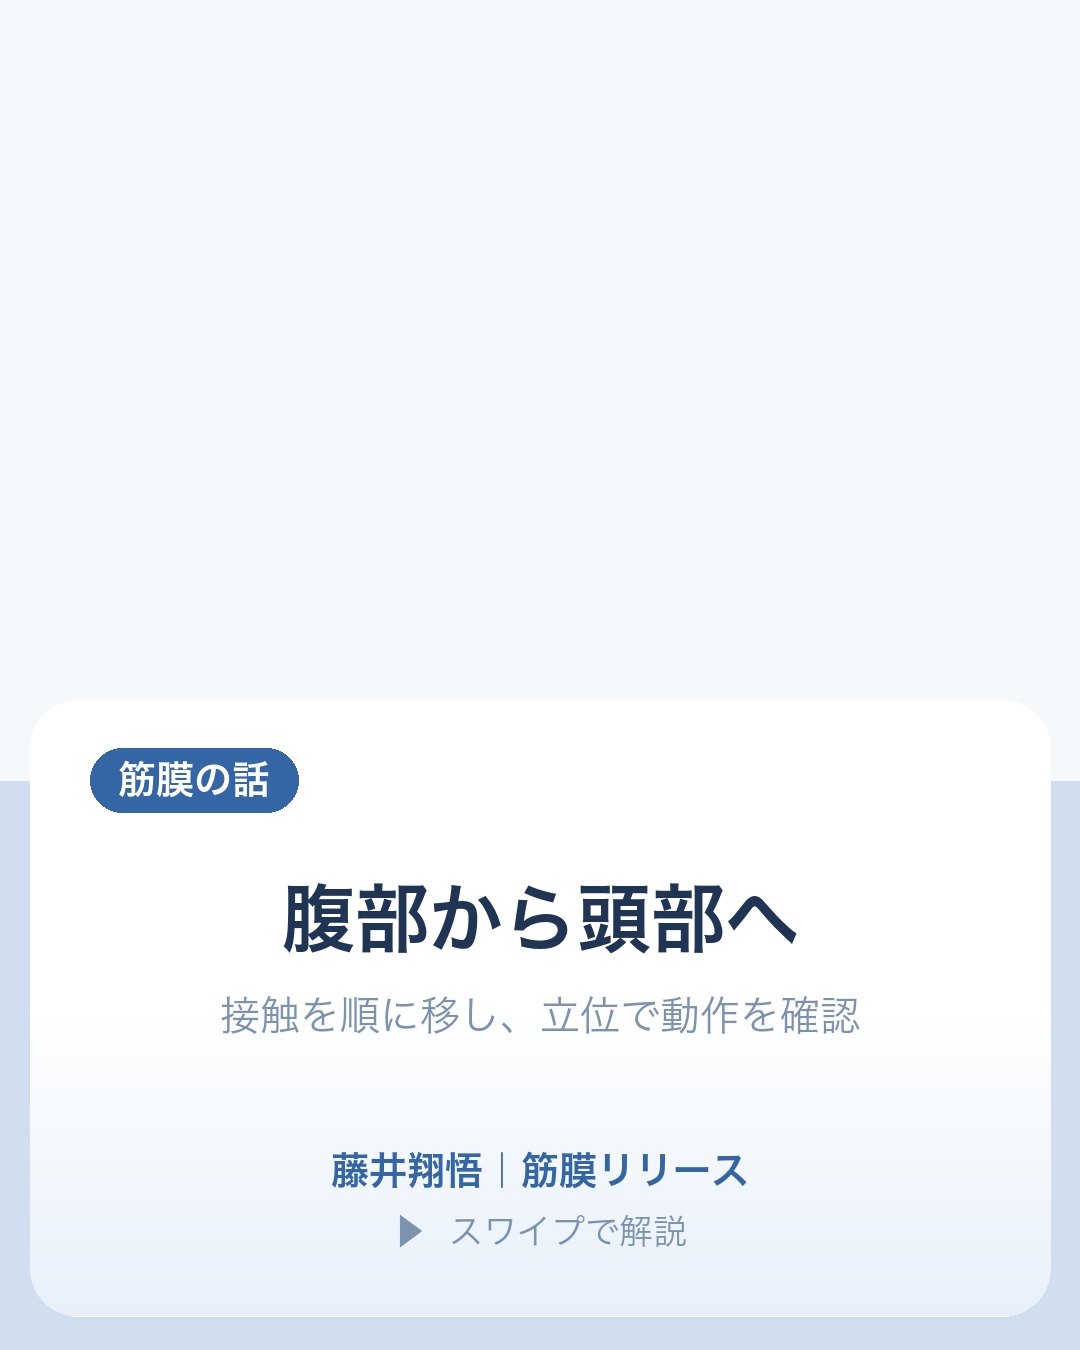 筋膜の話
腹部から頭部へ
接触を順に移し、立位で動作を確認
藤井翔悟｜筋膜リリース
▶ スワイプで解説